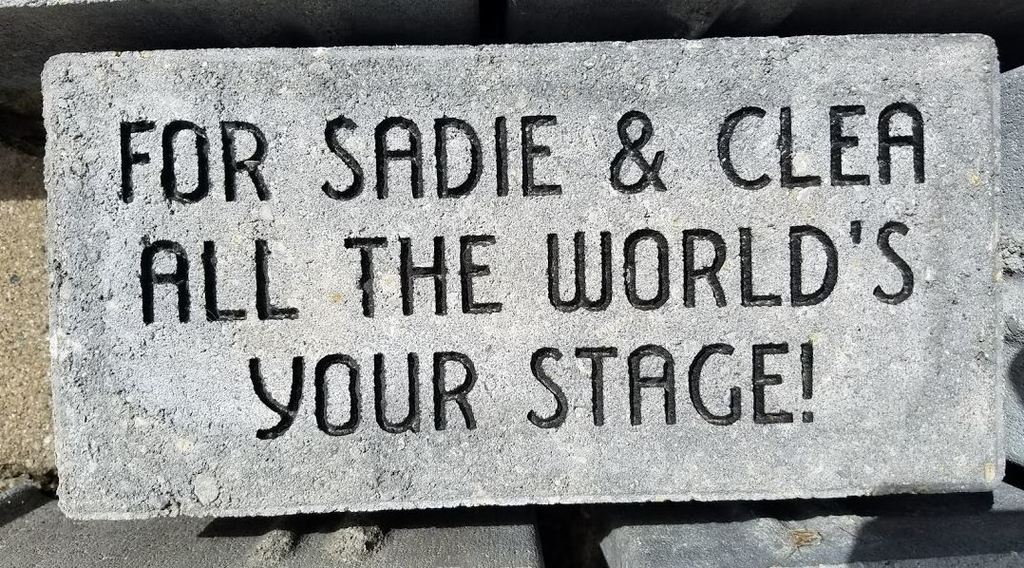 FOR SADIE & CLEA
ALL THE WORLD'S
YOUR STAGE!